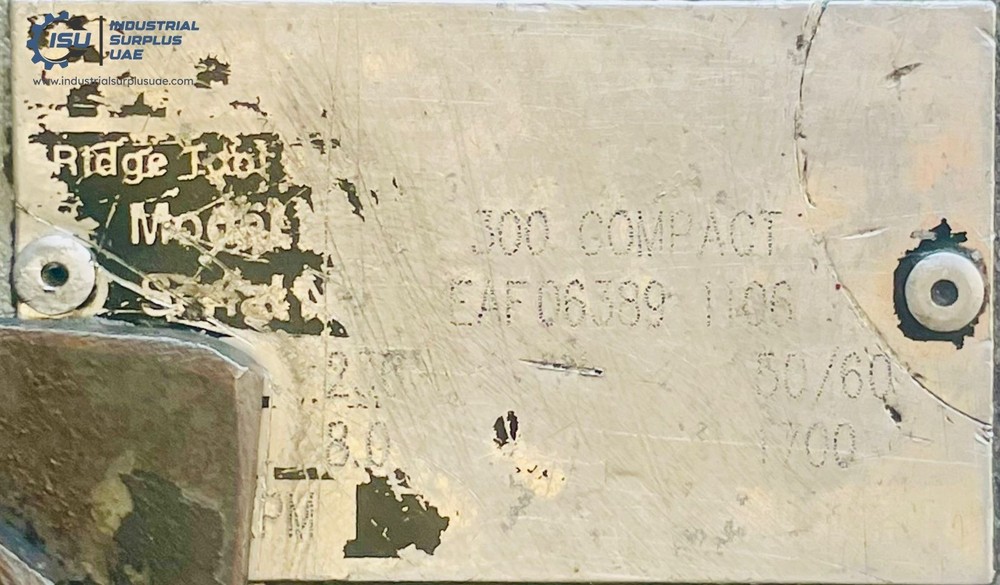 ISU
INDUSTRIAL
SURPLUS
UAE
www.industrialsurplusuae.com
Ridge Tool
Model 300 COMPACT
EAF06389 1106
50/60
8.0 1700
PM